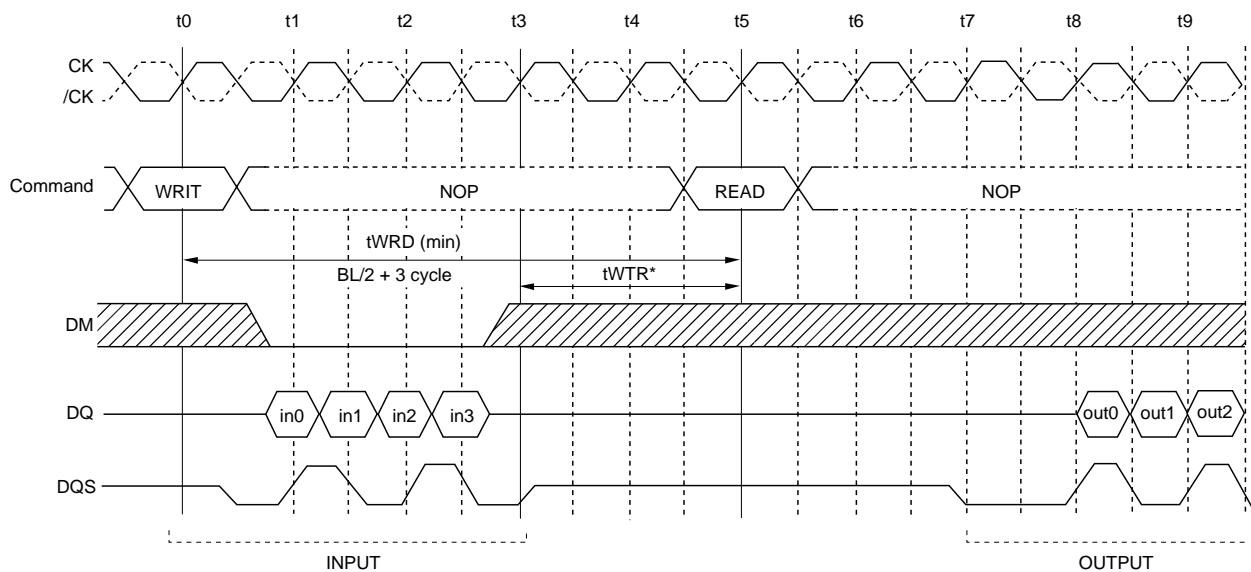 t0 t1 t2 t3 t4 t5 t6 t7 t8 t9
CK
/CK
Command WRIT NOP READ NOP
tWRD (min)
BL/2 + 3 cycle tWTR*
DM
DQ in0 in1 in2 in3 out0 out1 out2
DQS
INPUT OUTPUT